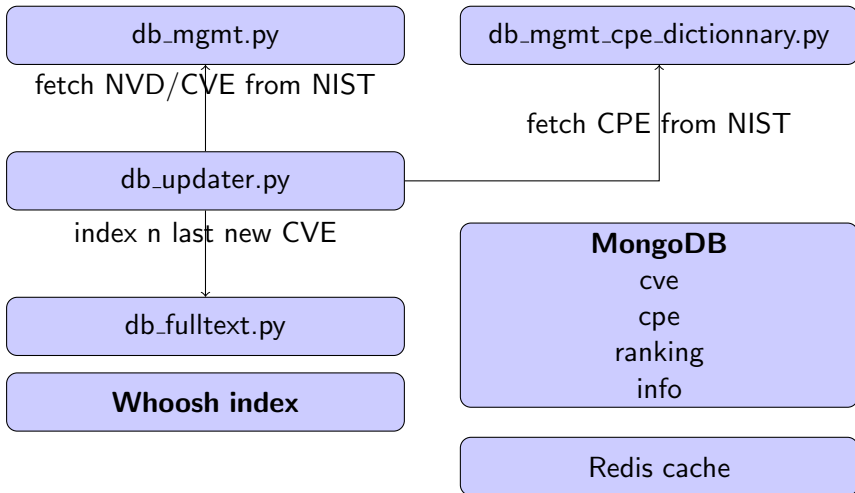 db_mgmt.py
db_mgmt_cpe_dictionnary.py
fetch NVD/CVE from NIST
fetch CPE from NIST
db_updater.py
index n last new CVE
MongoDB
cve
cpe
ranking
info
db_fulltext.py
Whoosh index
Redis cache